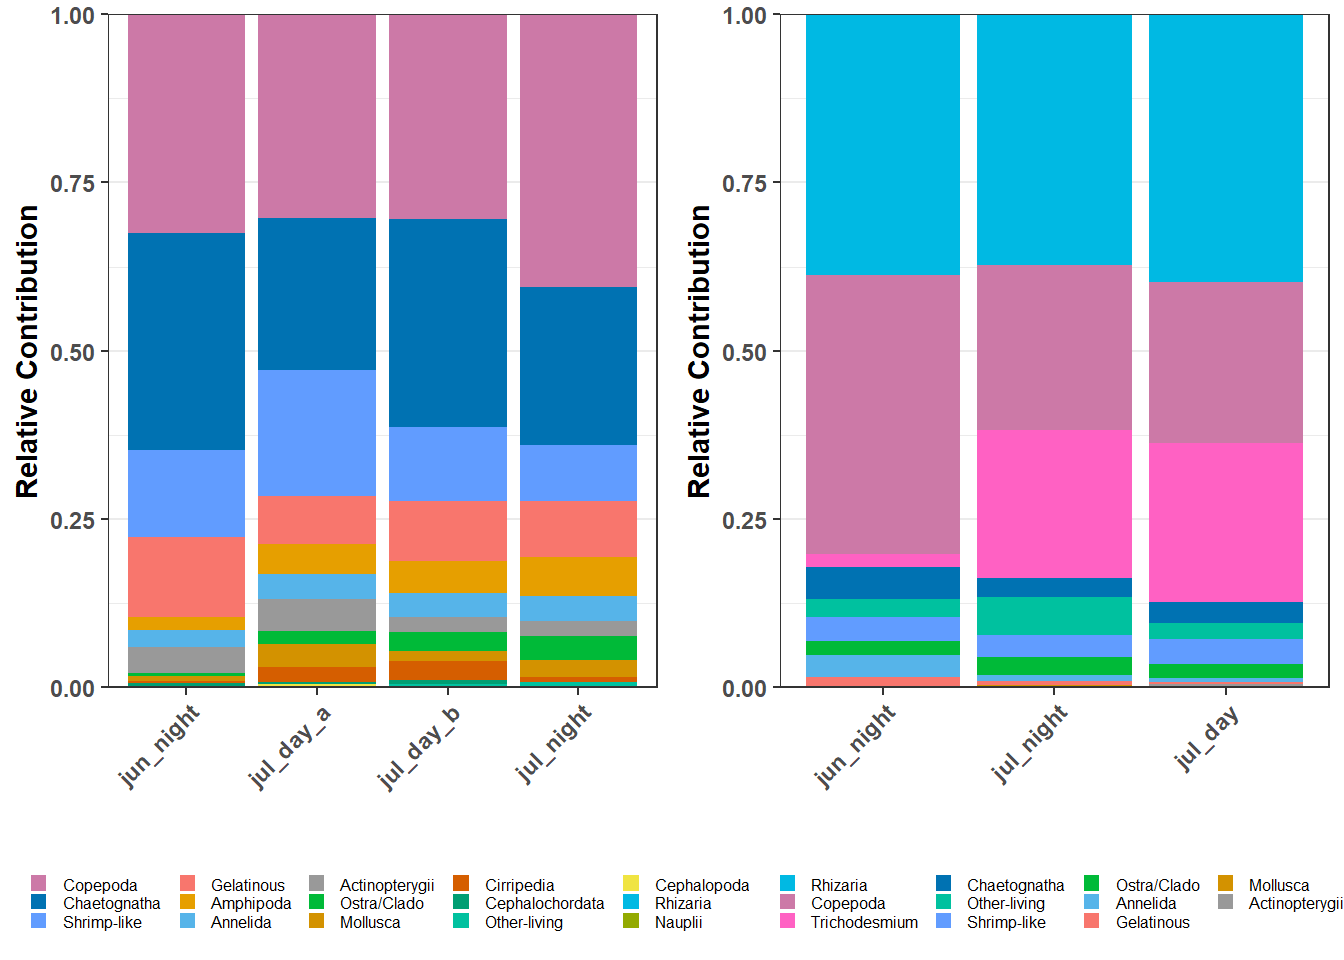 1.00
0.75
0.50
0.25
0.00
Relative Contribution
jun_night
jul_day_a
jul_day_b
jul_night
1.00
0.75
0.50
0.25
0.00
Relative Contribution
jun_night
jul_night
jul_day
Copepoda Gelatinous Actinopterygii Cirripedia Cephalopoda
Chaetognatha Amphipoda Ostra/Clado Cephalochordata Rhizaria
Shrimp-like Annelida Mollusca Other-living Nauplii
Rhizaria Chaetognatha Ostra/Clado Mollusca
Copepoda Other-living Annelida Actinopterygii
Trichodesmium Shrimp-like Gelatinous